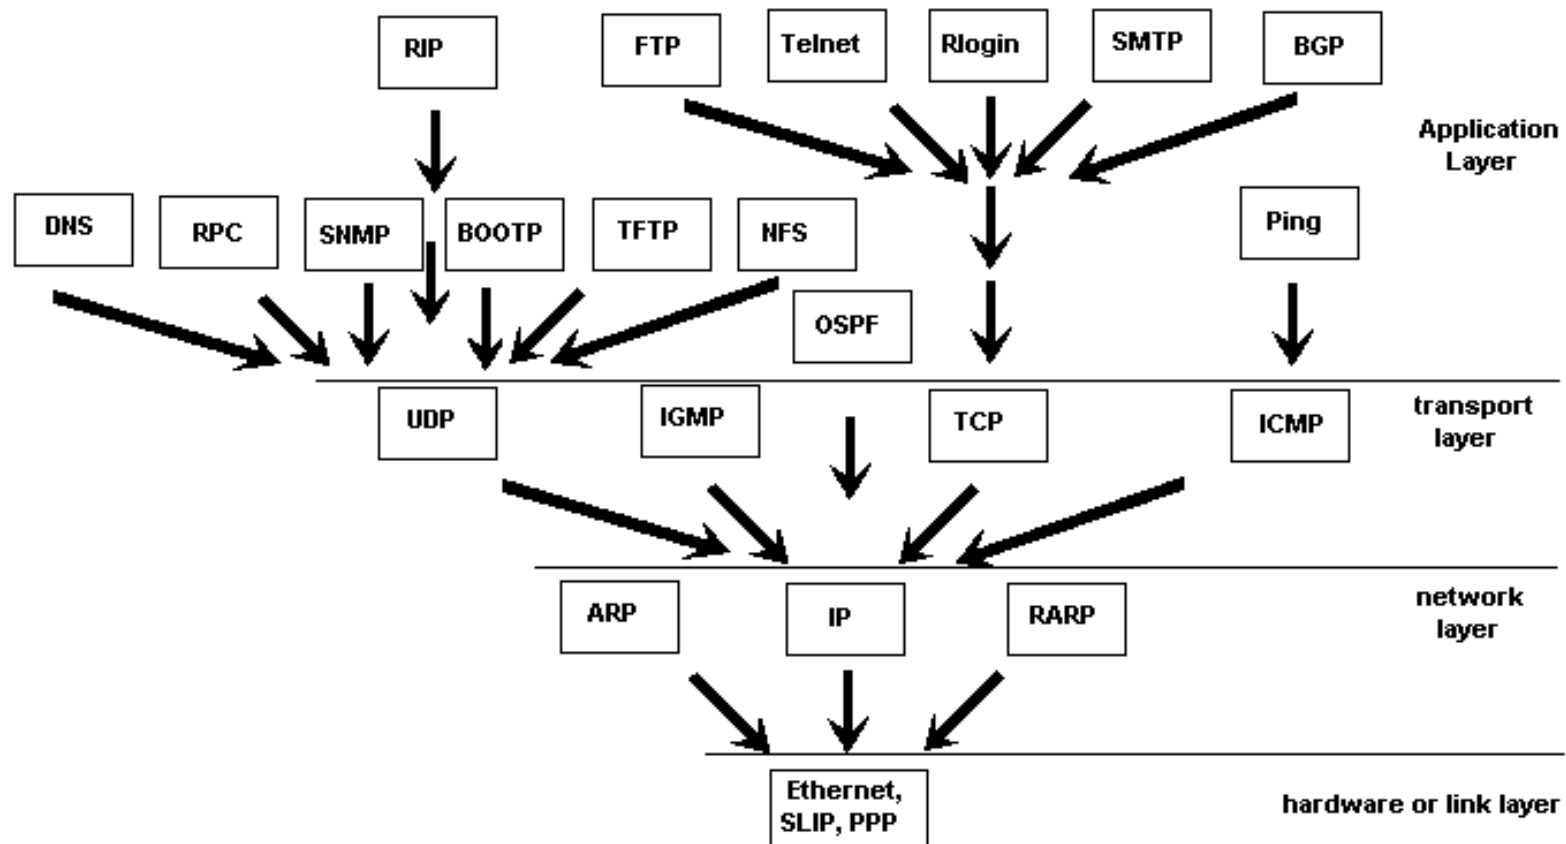 RIP
FTP
Telnet
Rlogin
SMTP
BGP
Application
Layer
DNS
RPC
SNMP
BOOTP
TFTP
NFS
Ping
OSPF
UDP
IGMP
TCP
ICMP
transport
layer
ARP
IP
RARP
network
layer
Ethernet,
SLIP, PPP
hardware or link layer